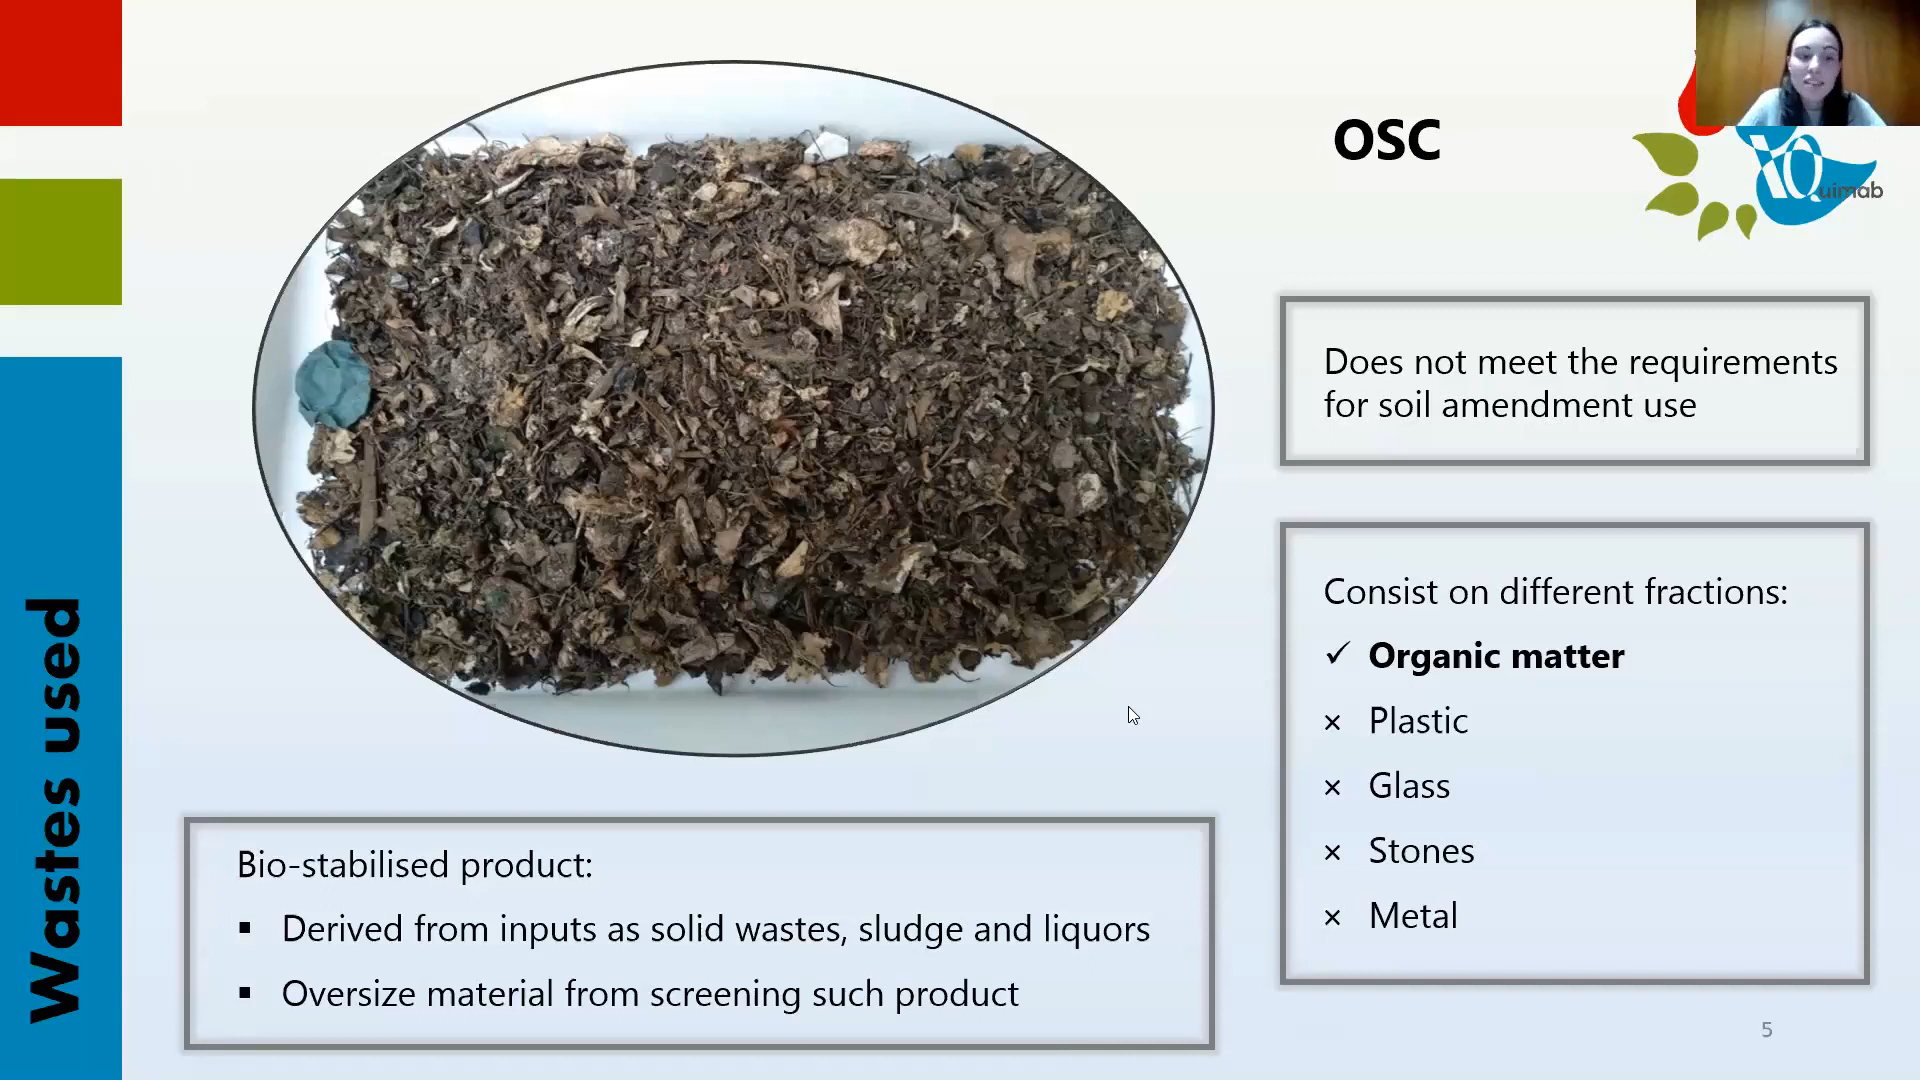 OSC
XQuimab
Does not meet the requirements
for soil amendment use
Consist on different fractions:
✓ Organic matter
× Plastic
× Glass
× Stones
× Metal
Bio-stabilised product:
▪ Derived from inputs as solid wastes, sludge and liquors
▪ Oversize material from screening such product
Wastes used
5